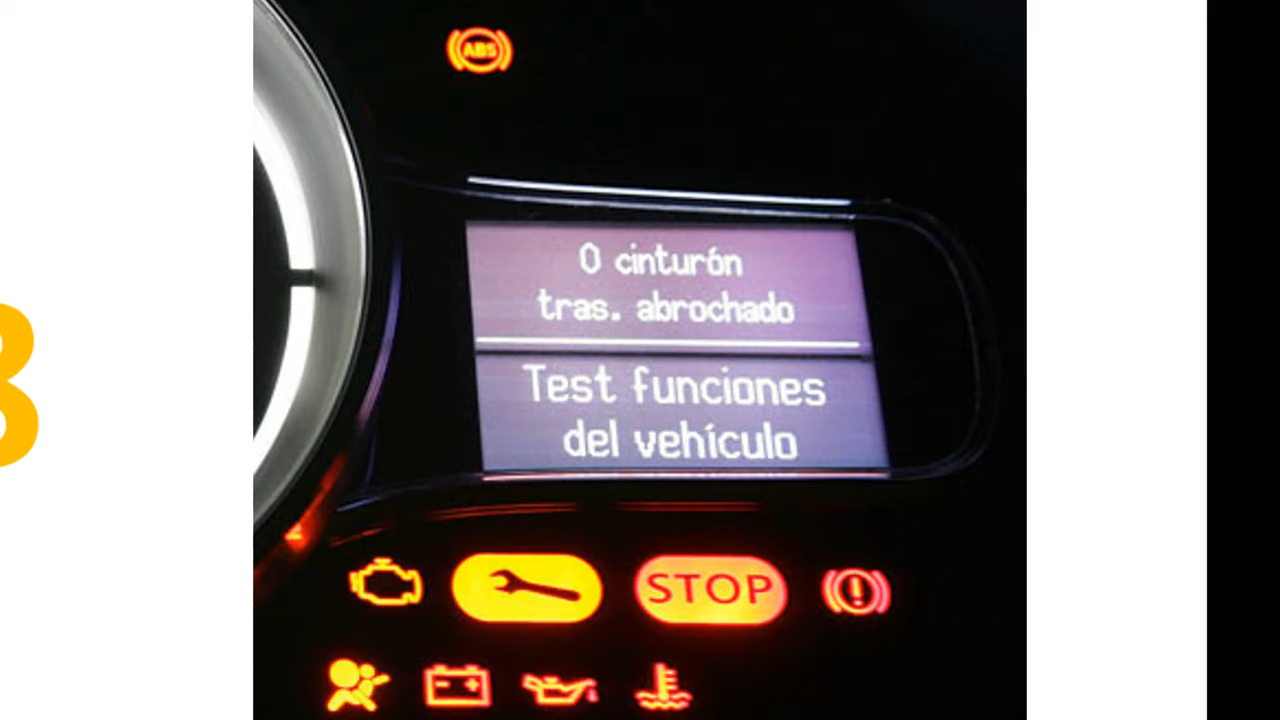 ABS
0 cinturón
tras. abrochado
Test funciones
del vehículo
STOP